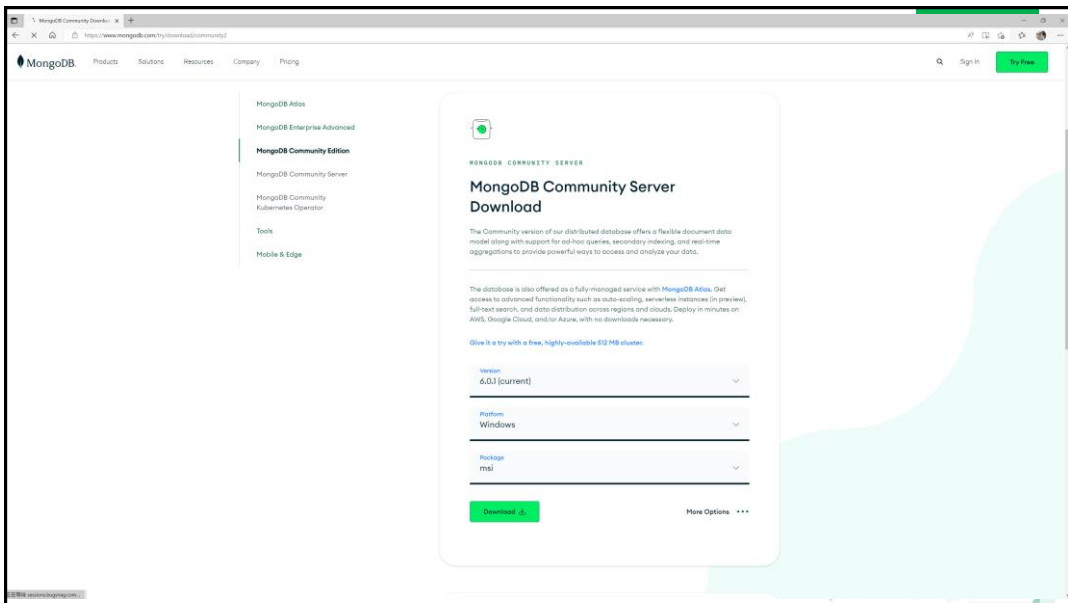 MongoDB Community Downloa
https://www.mongodb.com/try/download/community2
MongoDB.
Products
Solutions
Resources
Company
Pricing
Sign In
Try Free
MongoDB Atlas
MongoDB Enterprise Advanced
MongoDB Community Edition
MongoDB Community Server
MongoDB Community
Kubernetes Operator
Tools
Mobile & Edge
MONGODB COMMUNITY SERVER
MongoDB Community Server
Download
The Community version of our distributed database offers a flexible document data
model along with support for ad-hoc queries, secondary indexing, and real-time
aggregations to provide powerful ways to access and analyze your data.
The database is also offered as a fully-managed service with MongoDB Atlas. Get
access to advanced functionality such as auto-scaling, serverless instances (in preview),
full-text search, and data distribution across regions and clouds. Deploy in minutes on
AWS, Google Cloud, and/or Azure, with no downloads necessary.
Give it a try with a free, highly-available 512 MB cluster.
Version
6.0.1 (current)
Platform
Windows
Package
msi
Download
More Options
sessions.bugsnag.com...